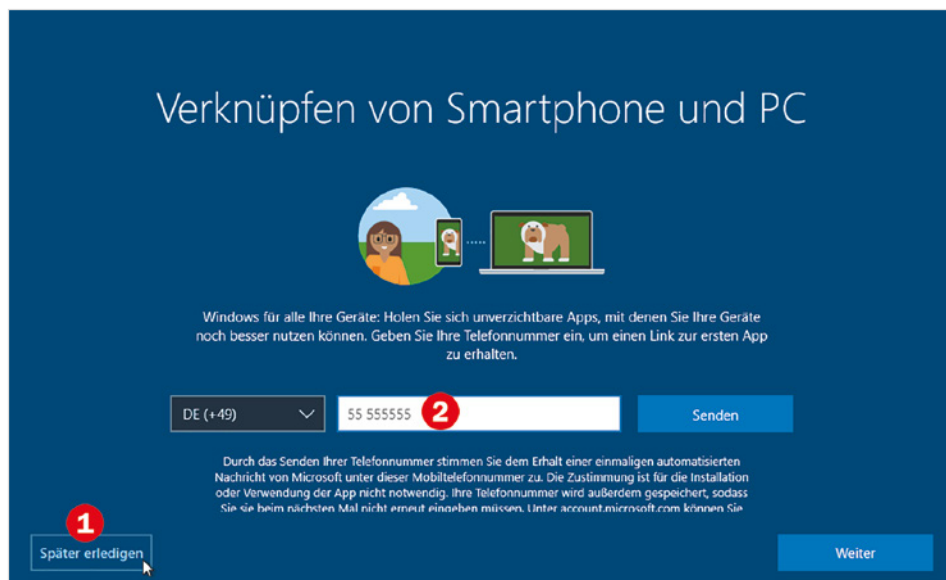 Verknüpfen von Smartphone und PC
Windows für alle Ihre Geräte: Holen Sie sich unverzichtbare Apps, mit denen Sie Ihre Geräte
noch besser nutzen können. Geben Sie Ihre Telefonnummer ein, um einen Link zur ersten App
zu erhalten.
DE (+49) 55 555555 2 Senden
Durch das Senden Ihrer Telefonnummer stimmen Sie dem Erhalt einer einmaligen automatisierten
Nachricht von Microsoft unter dieser Mobiltelefonnummer zu. Die Zustimmung ist für die Installation
oder Verwendung der App nicht notwendig. Ihre Telefonnummer wird außerdem gespeichert, sodass
Sie sie beim nächsten Mal nicht erneut eingeben müssen. Unter account.microsoft.com können Sie
1
Später erledigen Weiter